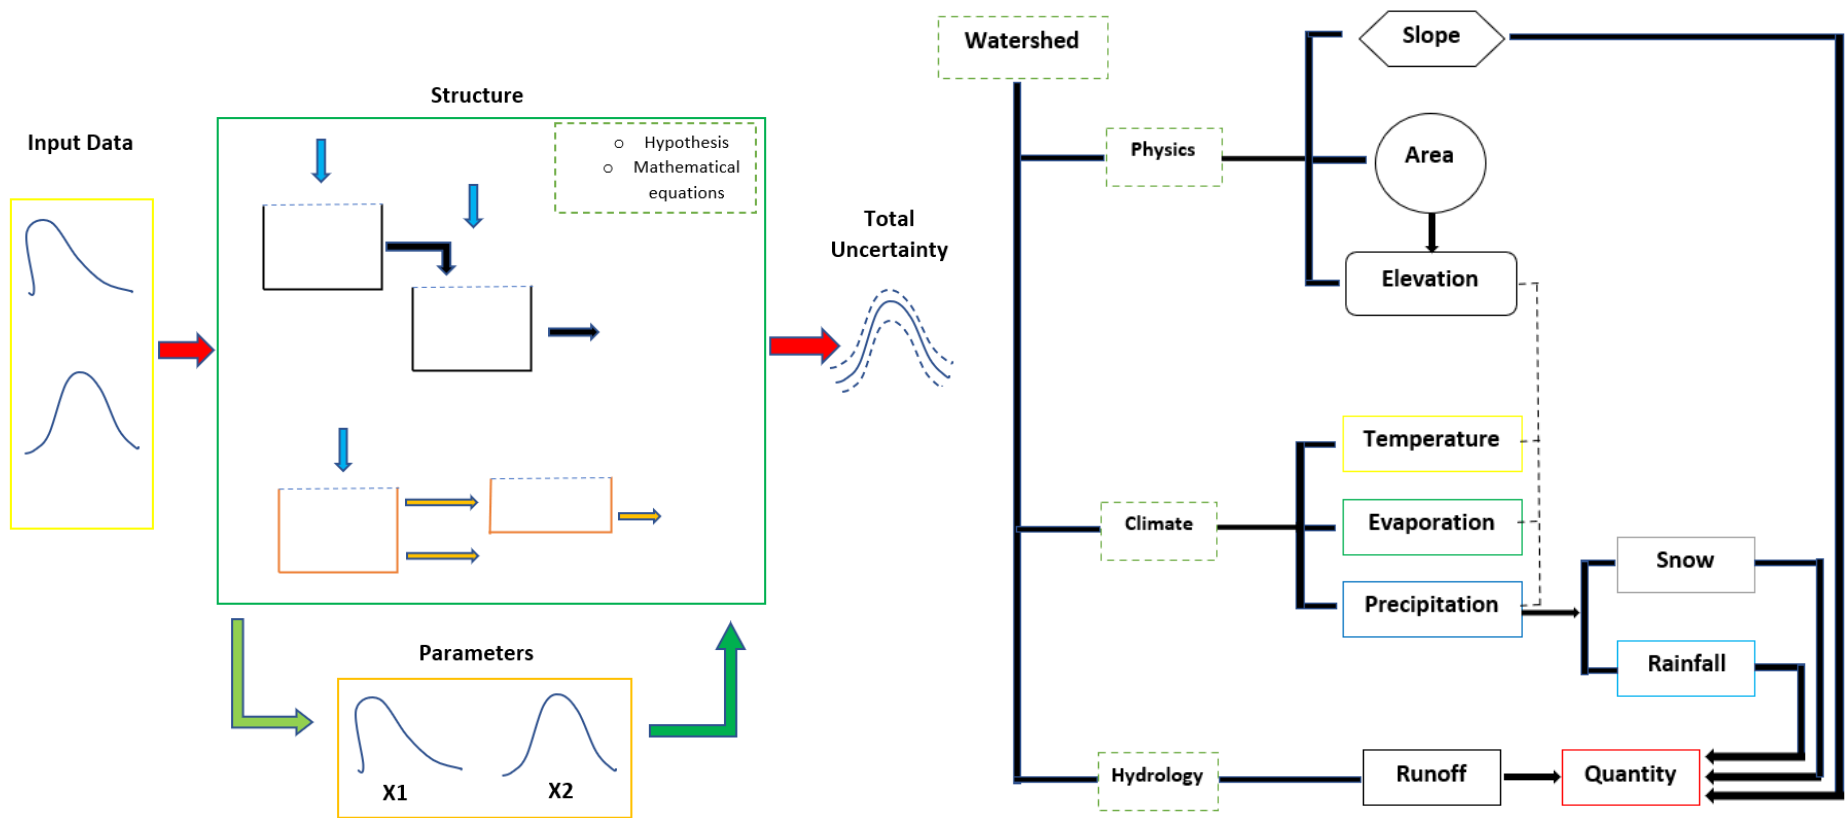 Structure
Input Data
○ Hypothesis
○ Mathematical
equations
Total
Uncertainty
Parameters
X1
X2
Watershed
Slope
Physics
Area
Elevation
Temperature
Climate
Evaporation
Precipitation
Snow
Rainfall
Hydrology
Runoff
Quantity